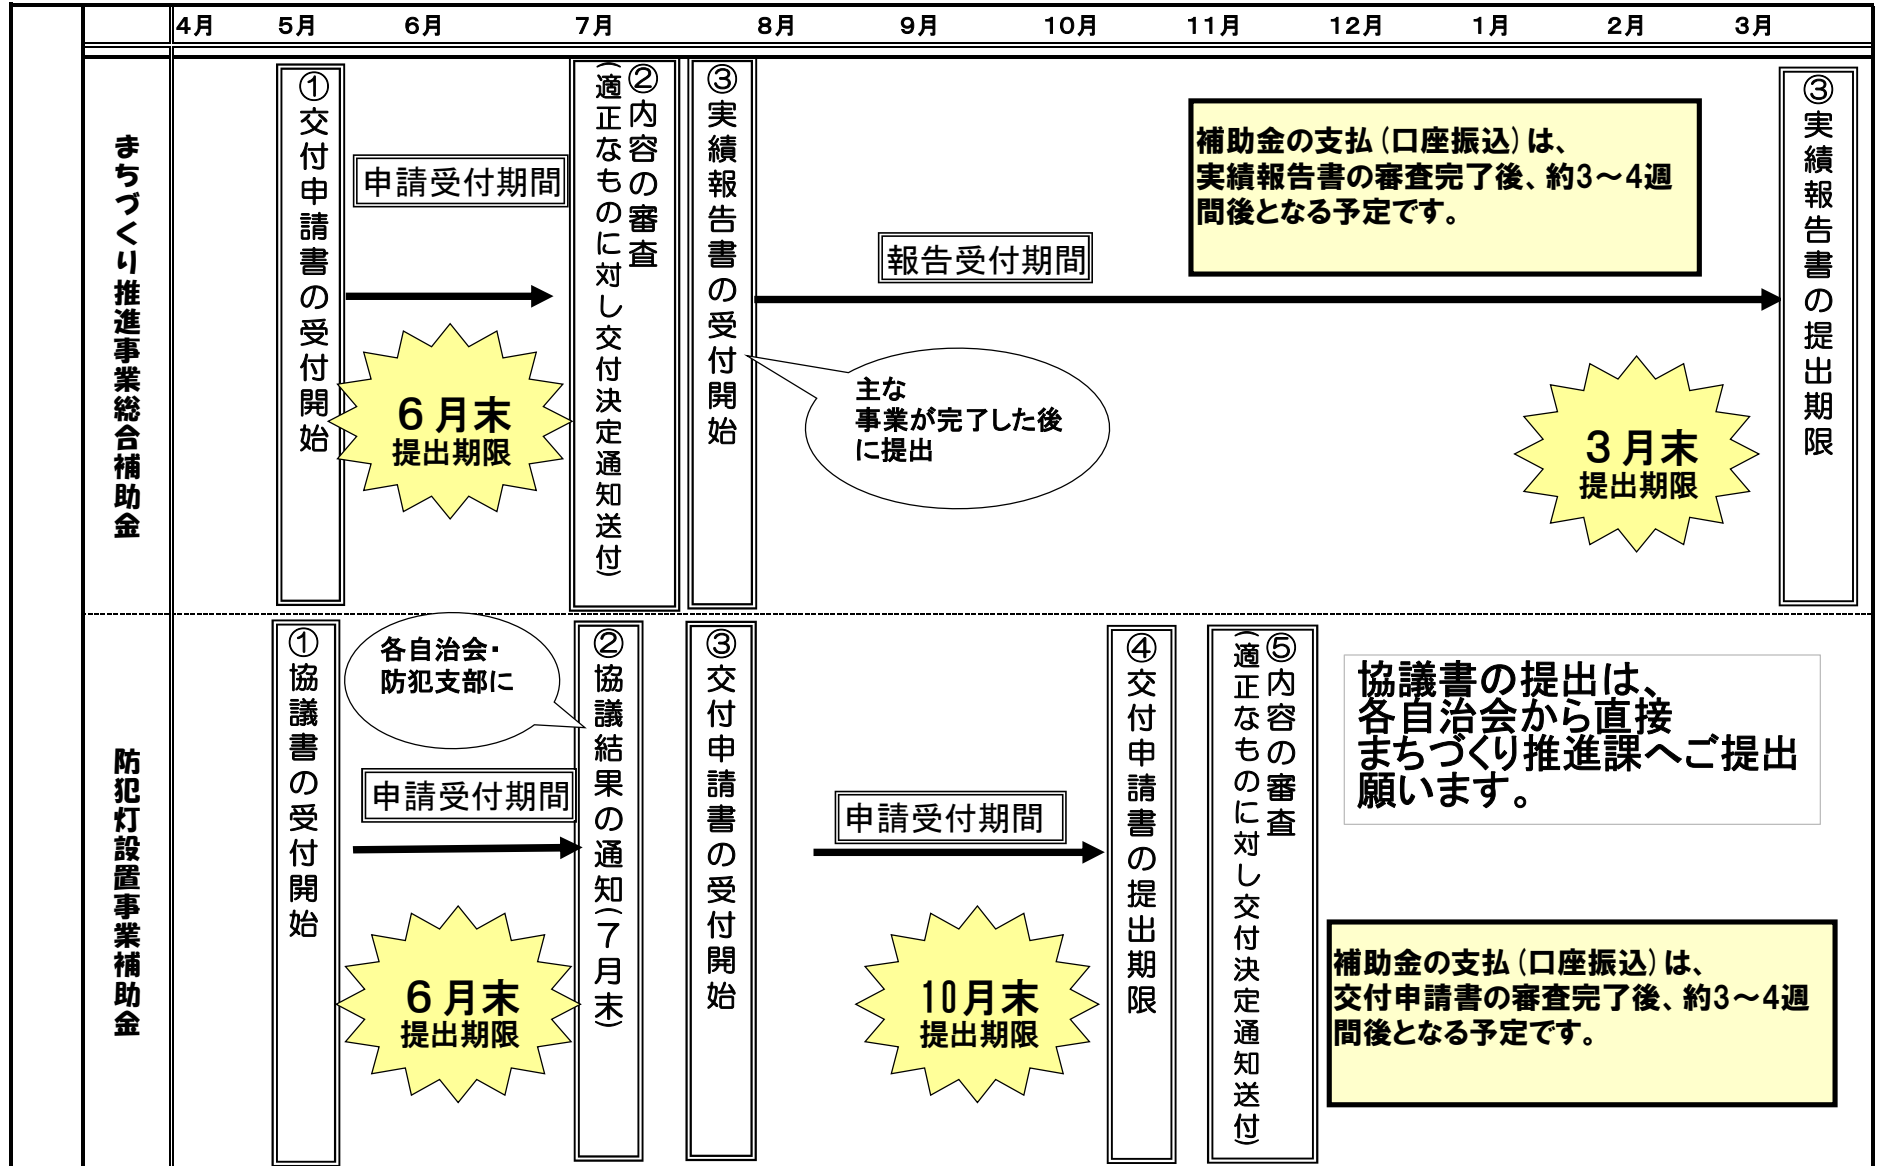 4月 5月 6月 7月 8月 9月 10月 11月 12月 1月 2月 3月
まちづくり推進事業総合補助金
①交付申請書の受付開始
申請受付期間
6月末
提出期限
②内容の審査
(適正なものに対し交付決定通知送付)
③実績報告書の受付開始
主な
事業が完了した後
に提出
報告受付期間
補助金の支払(口座振込)は、
実績報告書の審査完了後、約3~4週
間後となる予定です。
3月末
提出期限
③実績報告書の提出期限
防犯灯設置事業補助金
①協議書の受付開始
各自治会・
防犯支部に
申請受付期間
6月末
提出期限
②協議結果の通知(7月末)
③交付申請書の受付開始
申請受付期間
10月末
提出期限
④交付申請書の提出期限
⑤内容の審査
(適正なものに対し交付決定通知送付)
協議書の提出は、
各自治会から直接
まちづくり推進課へご提出
願います。
補助金の支払(口座振込)は、
交付申請書の審査完了後、約3~4週
間後となる予定です。